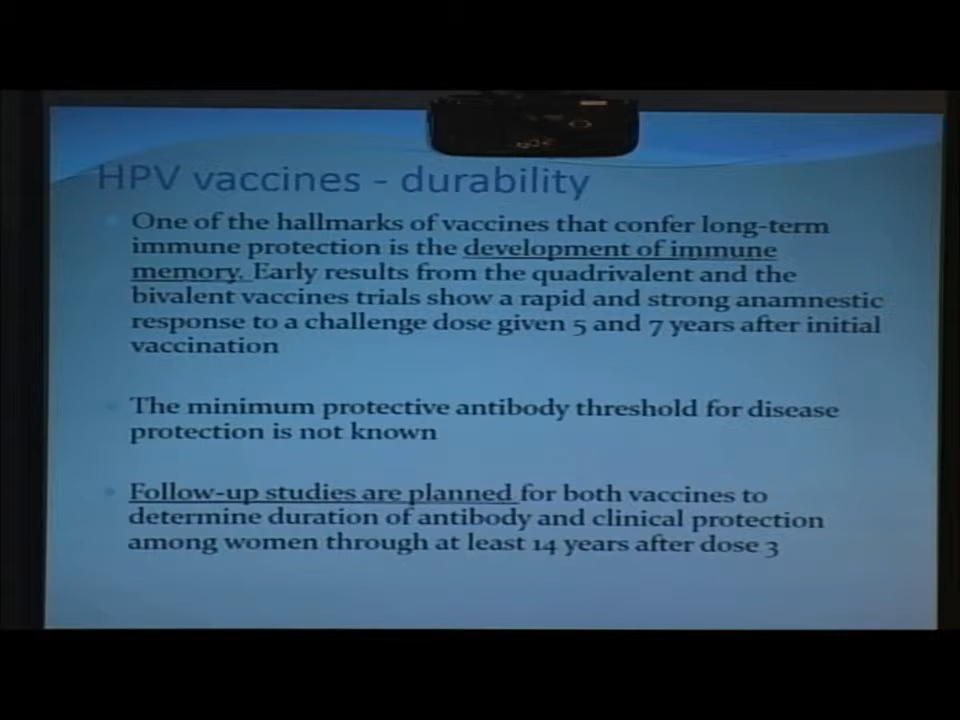 HPV vaccines - durability
One of the hallmarks of vaccines that confer long-term
immune protection is the development of immune
memory. Early results from the quadrivalent and the
bivalent vaccines trials show a rapid and strong anamnestic
response to a challenge dose given 5 and 7 years after initial
vaccination
The minimum protective antibody threshold for disease
protection is not known
Follow-up studies are planned for both vaccines to
determine duration of antibody and clinical protection
among women through at least 14 years after dose 3